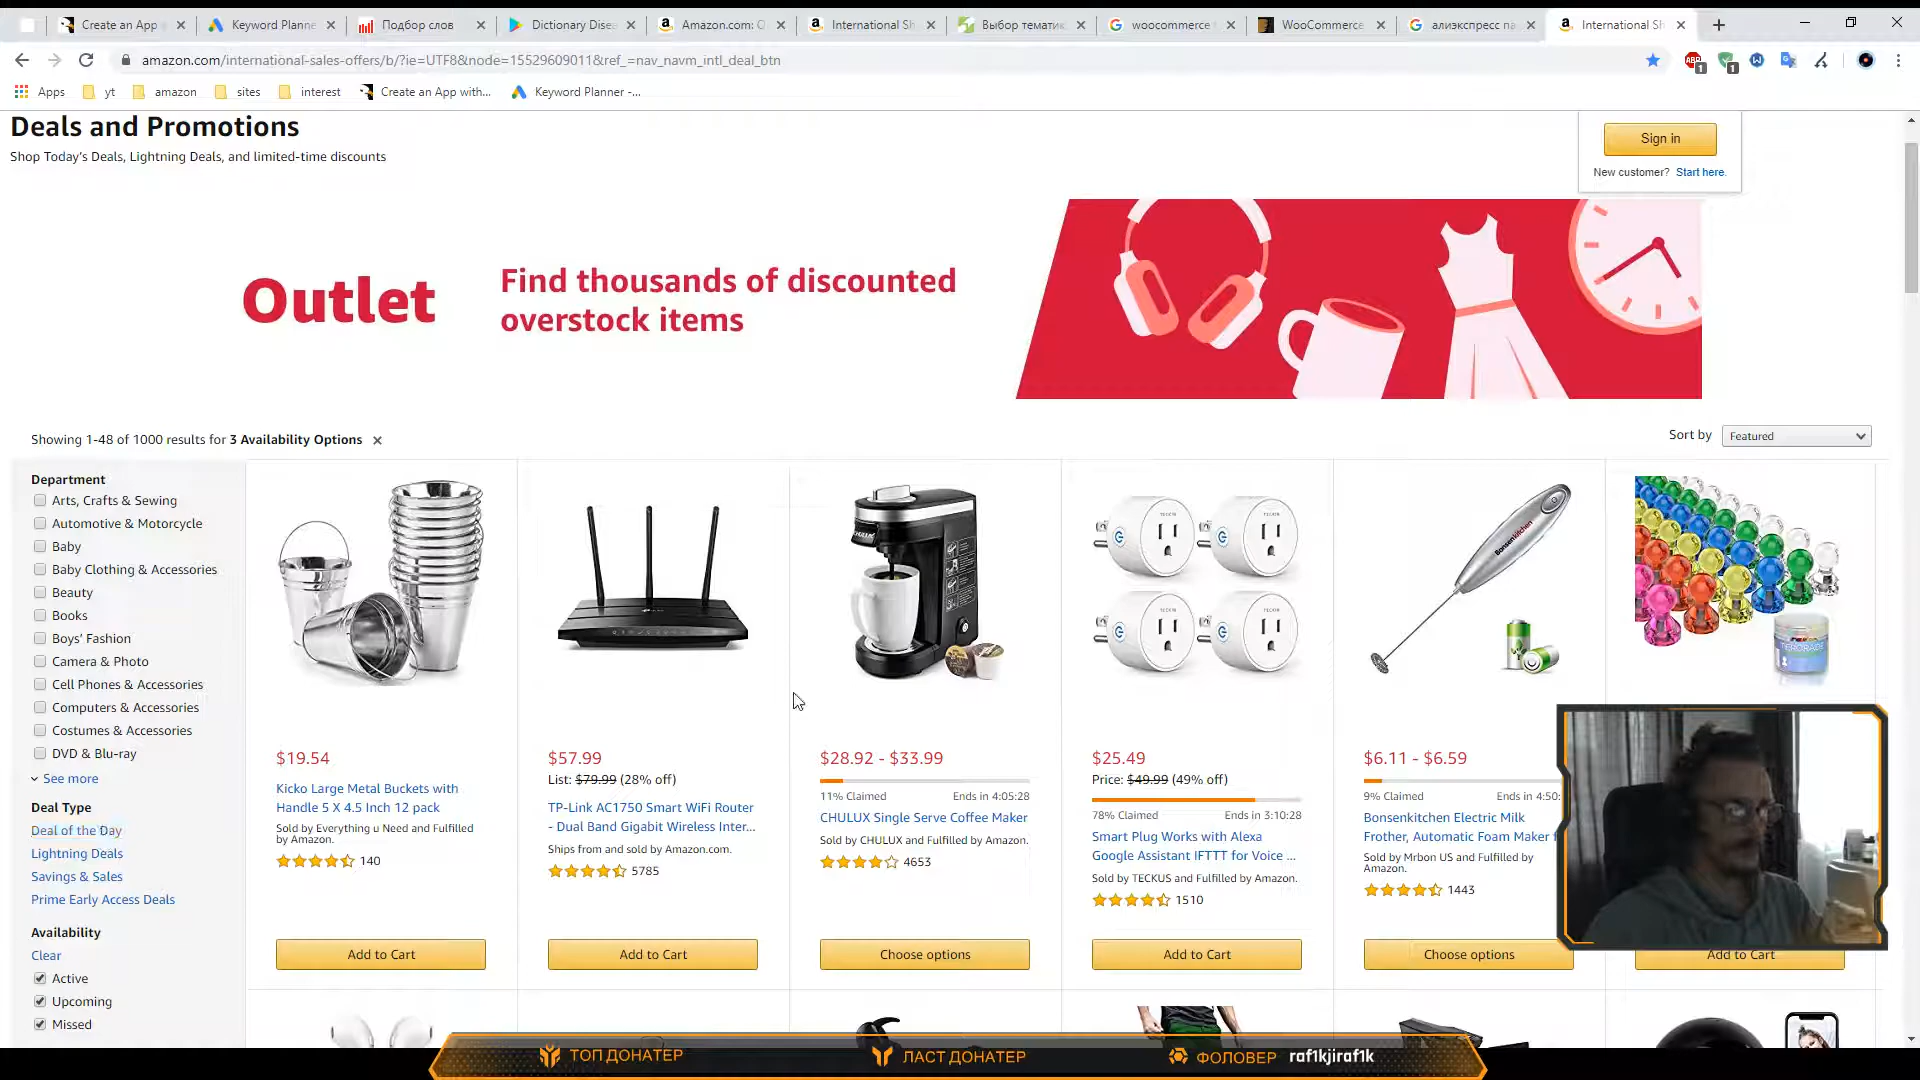 Create an App
Keyword Planne
Подбор слов
Dictionary Dise
Amazon.com: O
International Sh
Выбор тематик
woocommerce
WooCommerce
алиэкспресс па
International Sh
amazon.com/international-sales-offers/b/?ie=UTF8&node=15529609011&ref_=nav_navm_intl_deal_btn
ABP
1
1
Apps
yt
amazon
sites
interest
Create an App with...
Keyword Planner -...
Deals and Promotions
Shop Today's Deals, Lightning Deals, and limited-time discounts
Sign in
New customer? Start here.
Outlet
Find thousands of discounted
overstock items
Showing 1-48 of 1000 results for 3 Availability Options
Sort by
Featured
Department
Arts, Crafts & Sewing
Automotive & Motorcycle
Baby
Baby Clothing & Accessories
Beauty
Books
Boys' Fashion
Camera & Photo
Cell Phones & Accessories
Computers & Accessories
Costumes & Accessories
DVD & Blu-ray
See more
Deal Type
Deal of the Day
Lightning Deals
Savings & Sales
Prime Early Access Deals
Availability
Clear
Active
Upcoming
Missed
$19.54
Kicko Large Metal Buckets with
Handle 5 X 4.5 Inch 12 pack
Sold by Everything u Need and Fulfilled
by Amazon.
140
Add to Cart
$57.99
List: $79.99 (28% off)
TP-Link AC1750 Smart WiFi Router
- Dual Band Gigabit Wireless Inter...
Ships from and sold by Amazon.com.
5785
Add to Cart
$28.92 - $33.99
11% Claimed
Ends in 4:05:28
CHULUX Single Serve Coffee Maker
Sold by CHULUX and Fulfilled by Amazon.
4653
Choose options
TECKIN
TECKIN
TECKIN
TECKIN
$25.49
Price: $49.99 (49% off)
78% Claimed
Ends in 3:10:28
Smart Plug Works with Alexa
Google Assistant IFTTT for Voice ...
Sold by TECKUS and Fulfilled by Amazon.
1510
Add to Cart
Bonsenkitchen
$6.11 - $6.59
9% Claimed
Ends in 4:50:
Bonsenkitchen Electric Milk
Frother, Automatic Foam Maker f
Sold by Mrbon US and Fulfilled by
Amazon.
1443
Choose options
Add to Cart
ТОП ДОНАТЕР
ЛАСТ ДОНАТЕР
ФОЛОВЕР
raf1kjiraf1k